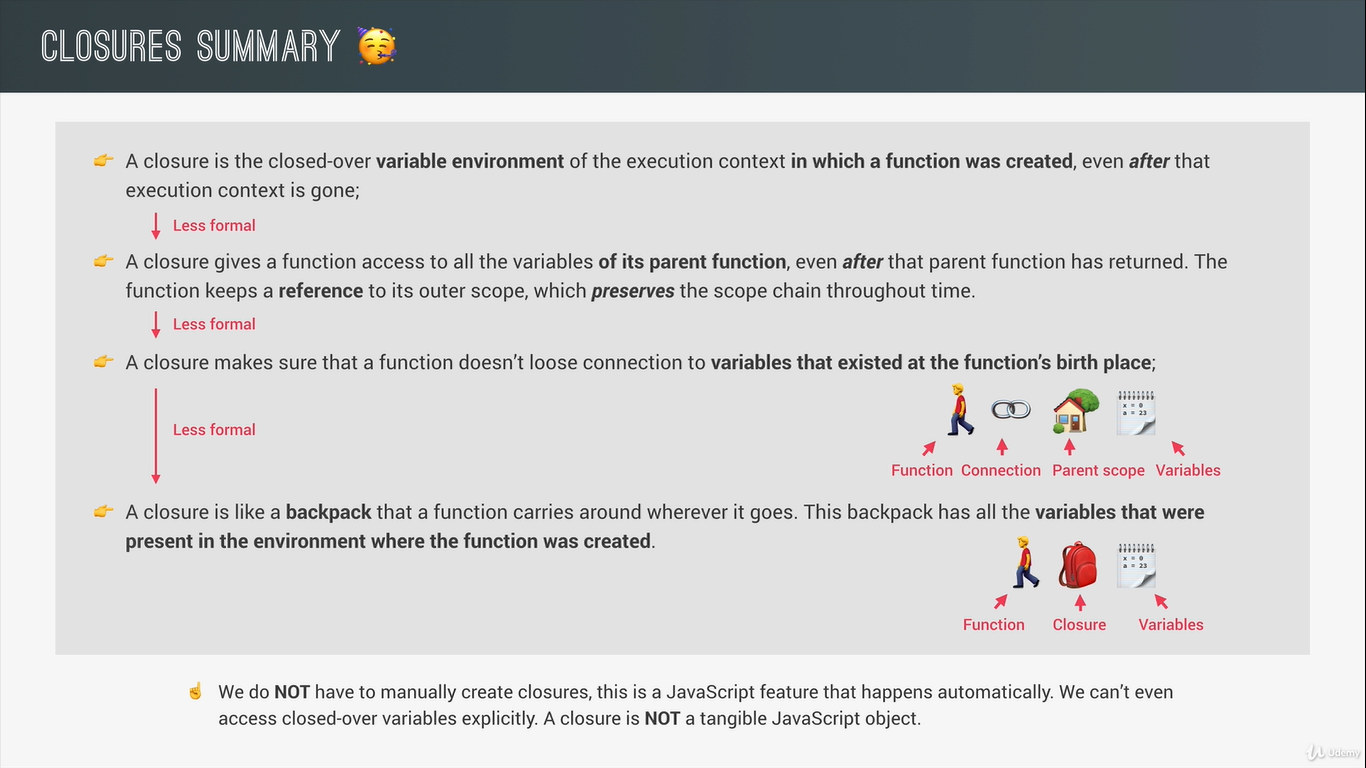 CLOSURES SUMMARY 🥳
👉 A closure is the closed-over variable environment of the execution context in which a function was created, even after that
execution context is gone;
Less formal
👉 A closure gives a function access to all the variables of its parent function, even after that parent function has returned. The
function keeps a reference to its outer scope, which preserves the scope chain throughout time.
Less formal
👉 A closure makes sure that a function doesn’t loose connection to variables that existed at the function’s birth place;
x = 0
a = 23
Less formal
Function Connection Parent scope Variables
👉 A closure is like a backpack that a function carries around wherever it goes. This backpack has all the variables that were
present in the environment where the function was created.
x = 0
a = 23
Function Closure Variables
☝️ We do NOT have to manually create closures, this is a JavaScript feature that happens automatically. We can’t even
access closed-over variables explicitly. A closure is NOT a tangible JavaScript object.
Udemy